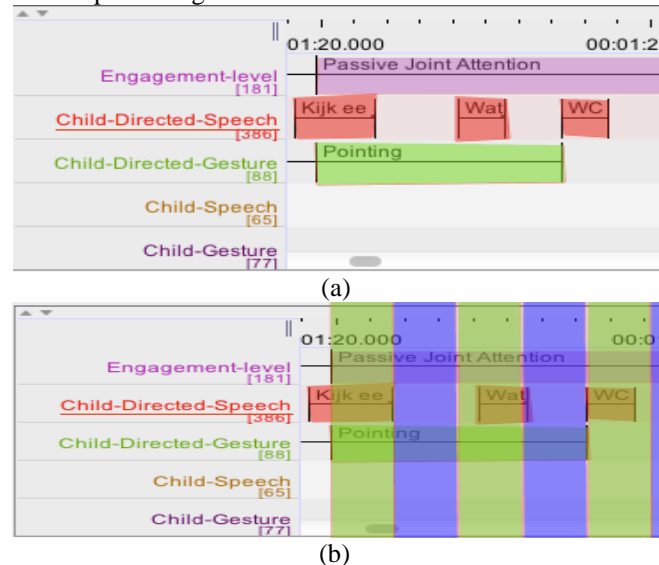 01:20.000 00:01:2
Engagement-level Passive Joint Attention
[181]
Child-Directed-Speech Kijk ee Wat WC
[386]
Child-Directed-Gesture Pointing
[88]
Child-Speech
[65]
Child-Gesture
[77]
(a)
01:20.000 00:0
Engagement-level Passive Joint Attention
[181]
Child-Directed-Speech Kijk ee Wat WC
[386]
Child-Directed-Gesture Pointing
[88]
Child-Speech
[65]
Child-Gesture
[77]
(b)